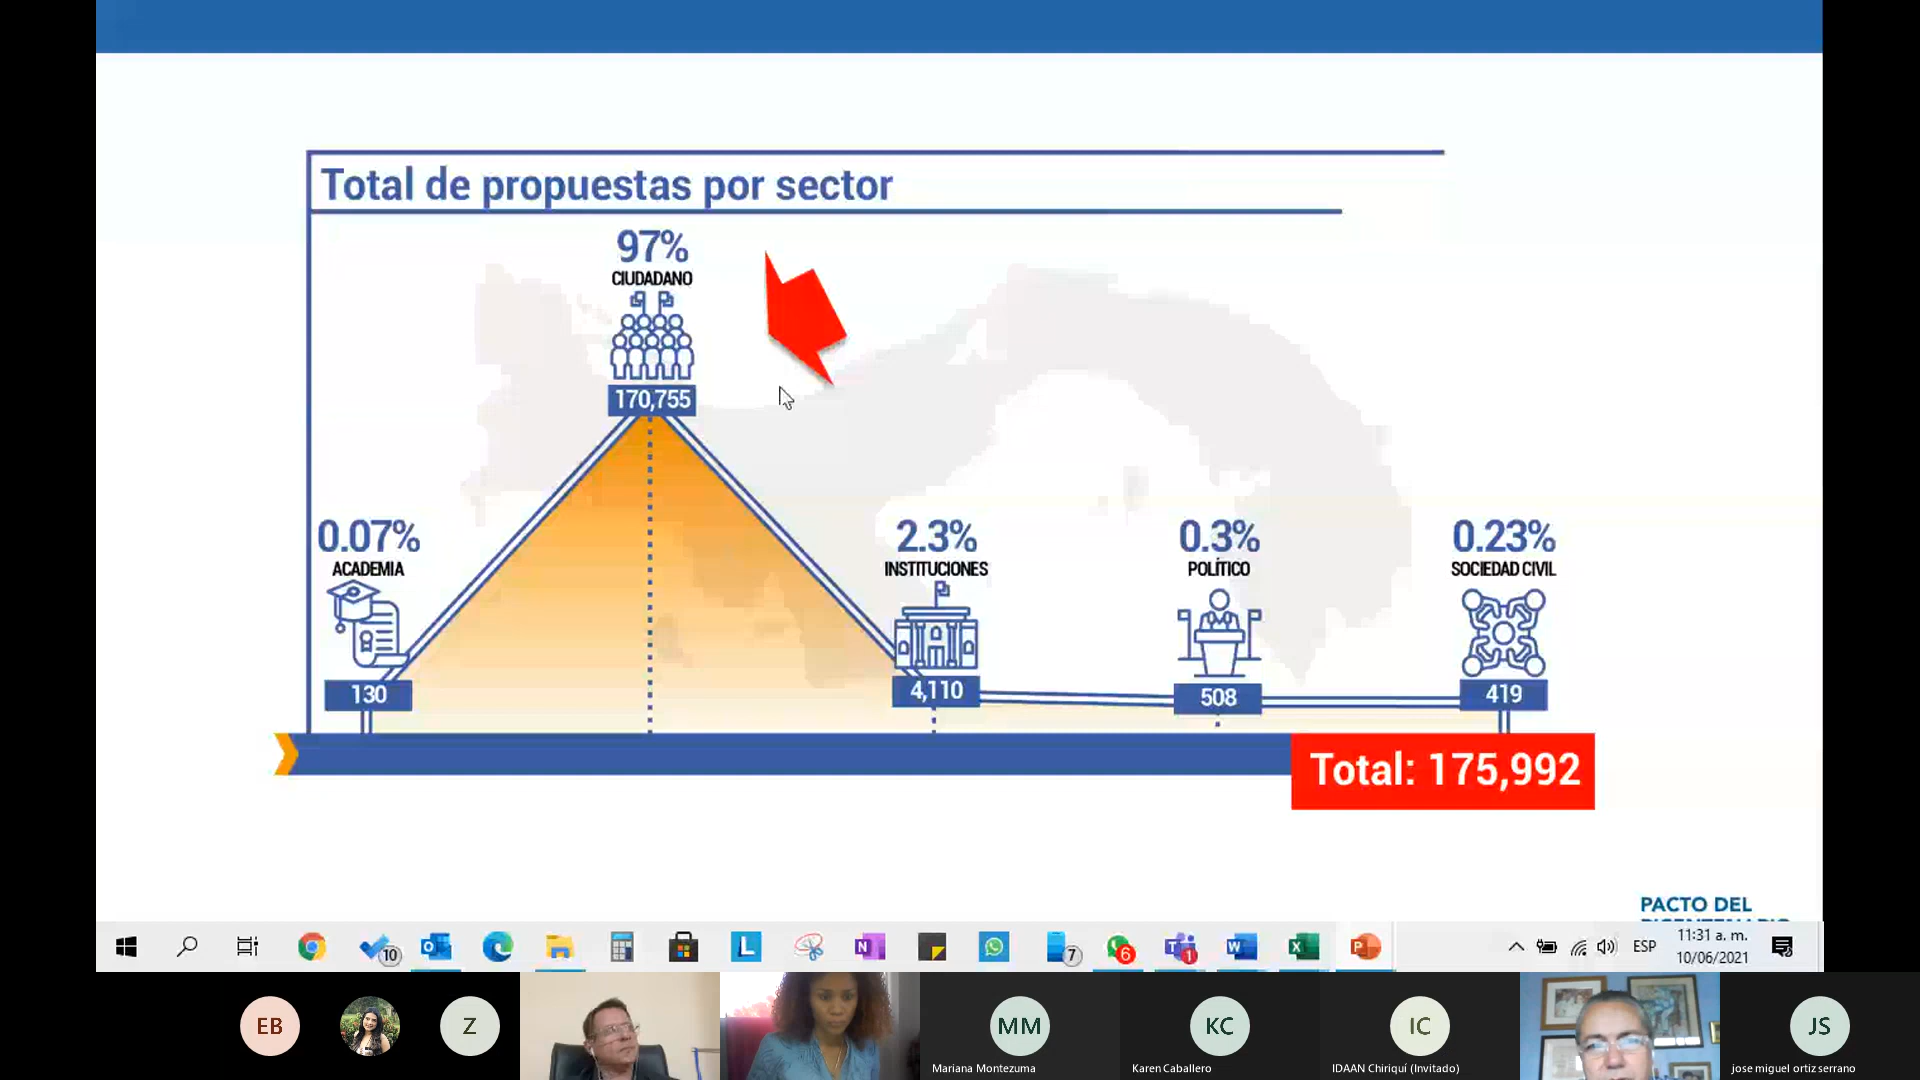 Total de propuestas por sector
97%
CIUDADANO
170,755
0.07%
ACADEMIA
130
2.3%
INSTITUCIONES
4,110
0.3%
POLÍTICO
508
0.23%
SOCIEDAD CIVIL
419
Total: 175,992
PACTO DEL
10
7
6
1
ESP
11:31 a. m.
10/06/2021
EB
Z
MM
Mariana Montezuma
KC
Karen Caballero
IC
IDAAN Chiriquí (Invitado)
JS
jose miguel ortiz serrano